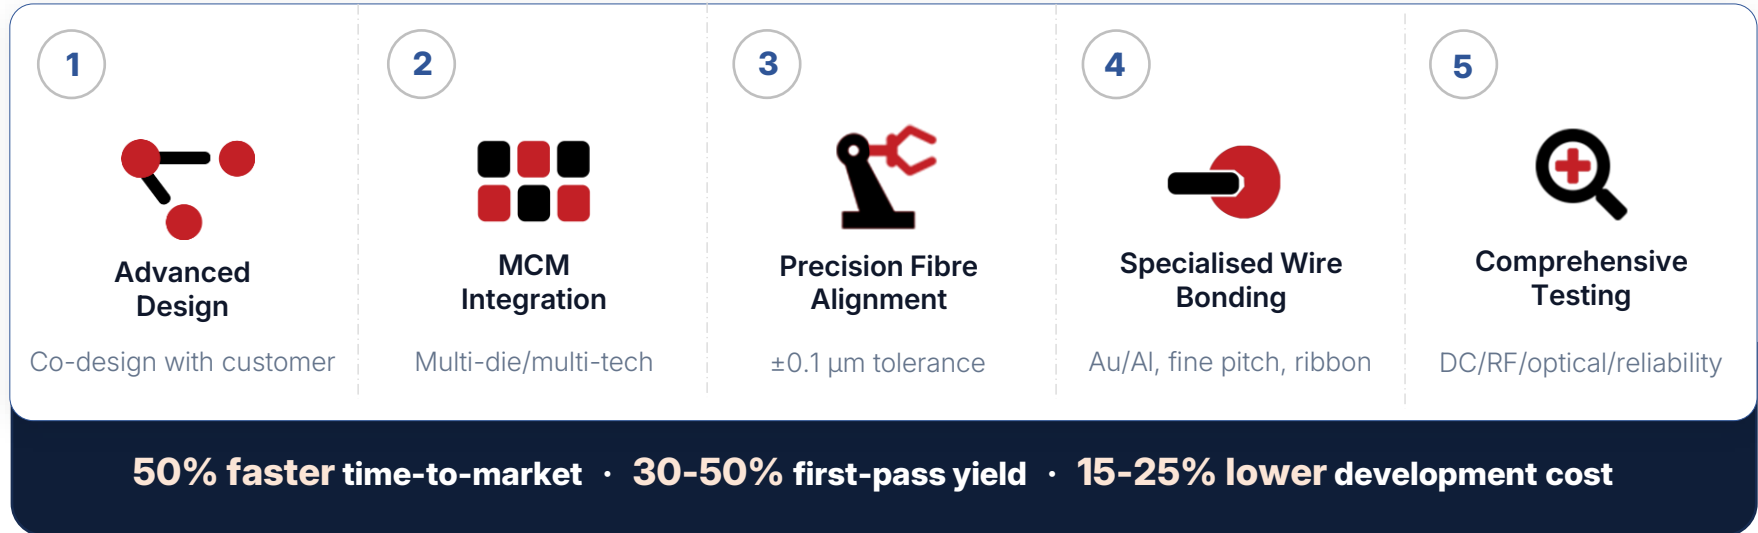 1
Advanced
Design
Co-design with customer
2
MCM
Integration
Multi-die/multi-tech
3
Precision Fibre
Alignment
±0.1 µm tolerance
4
Specialised Wire
Bonding
Au/Al, fine pitch, ribbon
5
Comprehensive
Testing
DC/RF/optical/reliability
50% faster time-to-market · 30-50% first-pass yield · 15-25% lower development cost